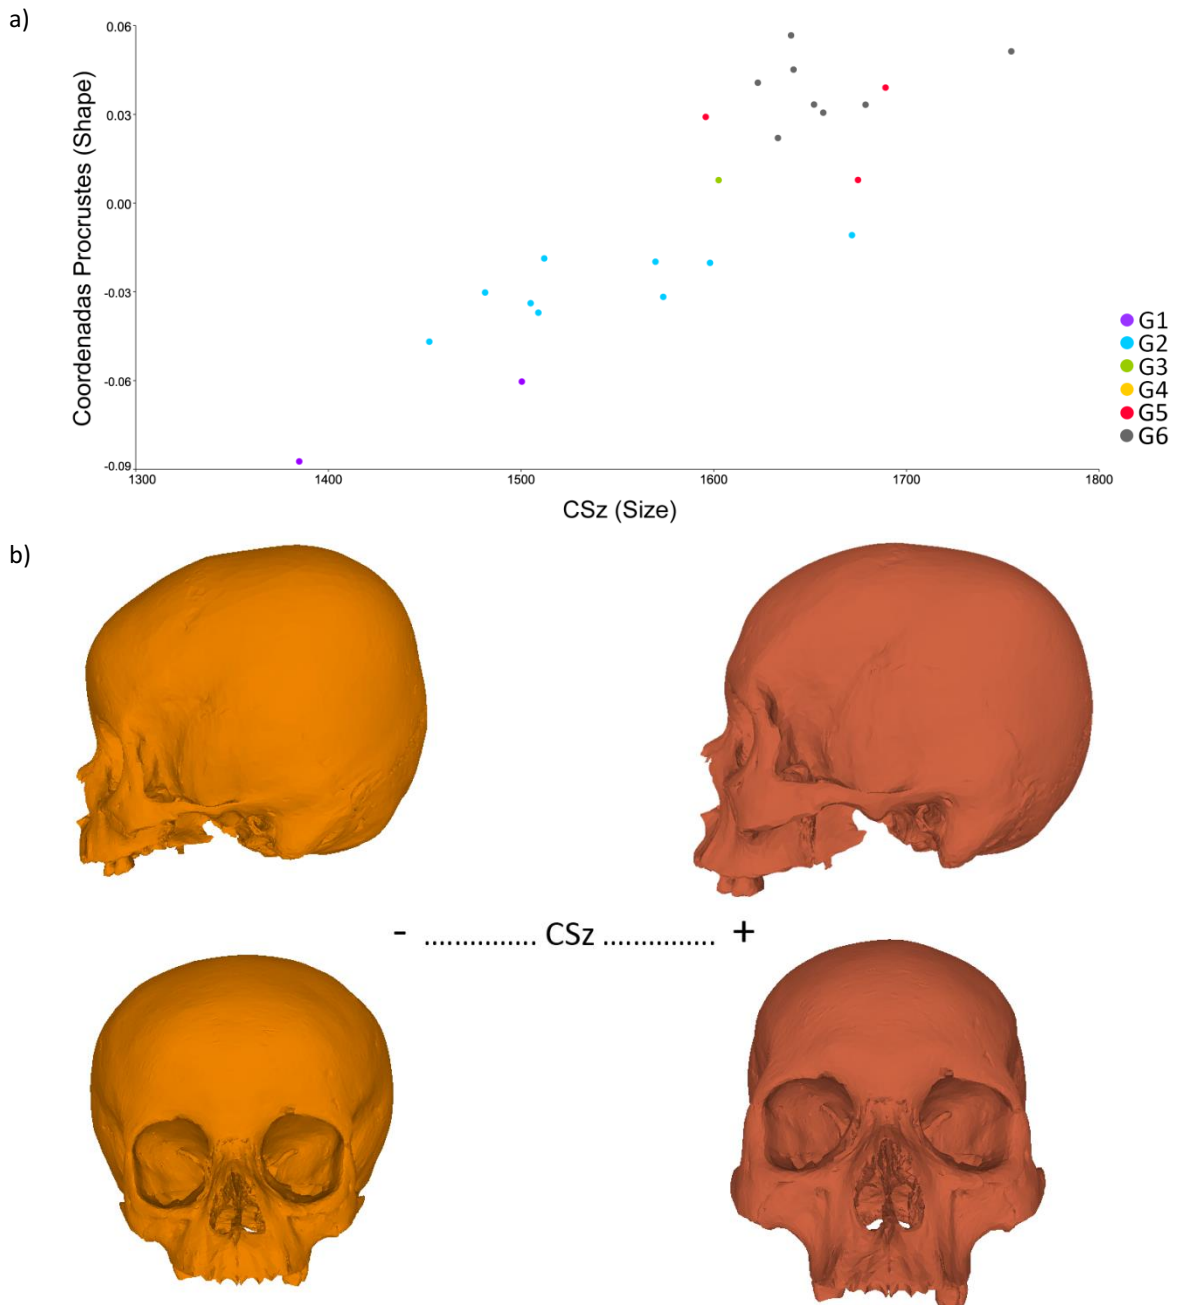 a)
Coordenadas Procrustes (Shape)
0.06
0.03
0.00
-0.03
-0.06
-0.09
1300 1400 1500 1600 1700 1800
CSz (Size)
G1
G2
G3
G4
G5
G6
b)
- ............... CSz ............... +